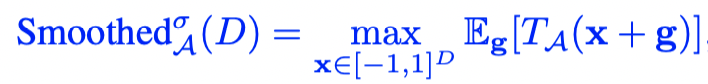 Smoothed^σ_𝒜(D) = max_{𝐱∈[−1,1]^D} 𝔼_𝐠[T_𝒜(𝐱 + 𝐠)].